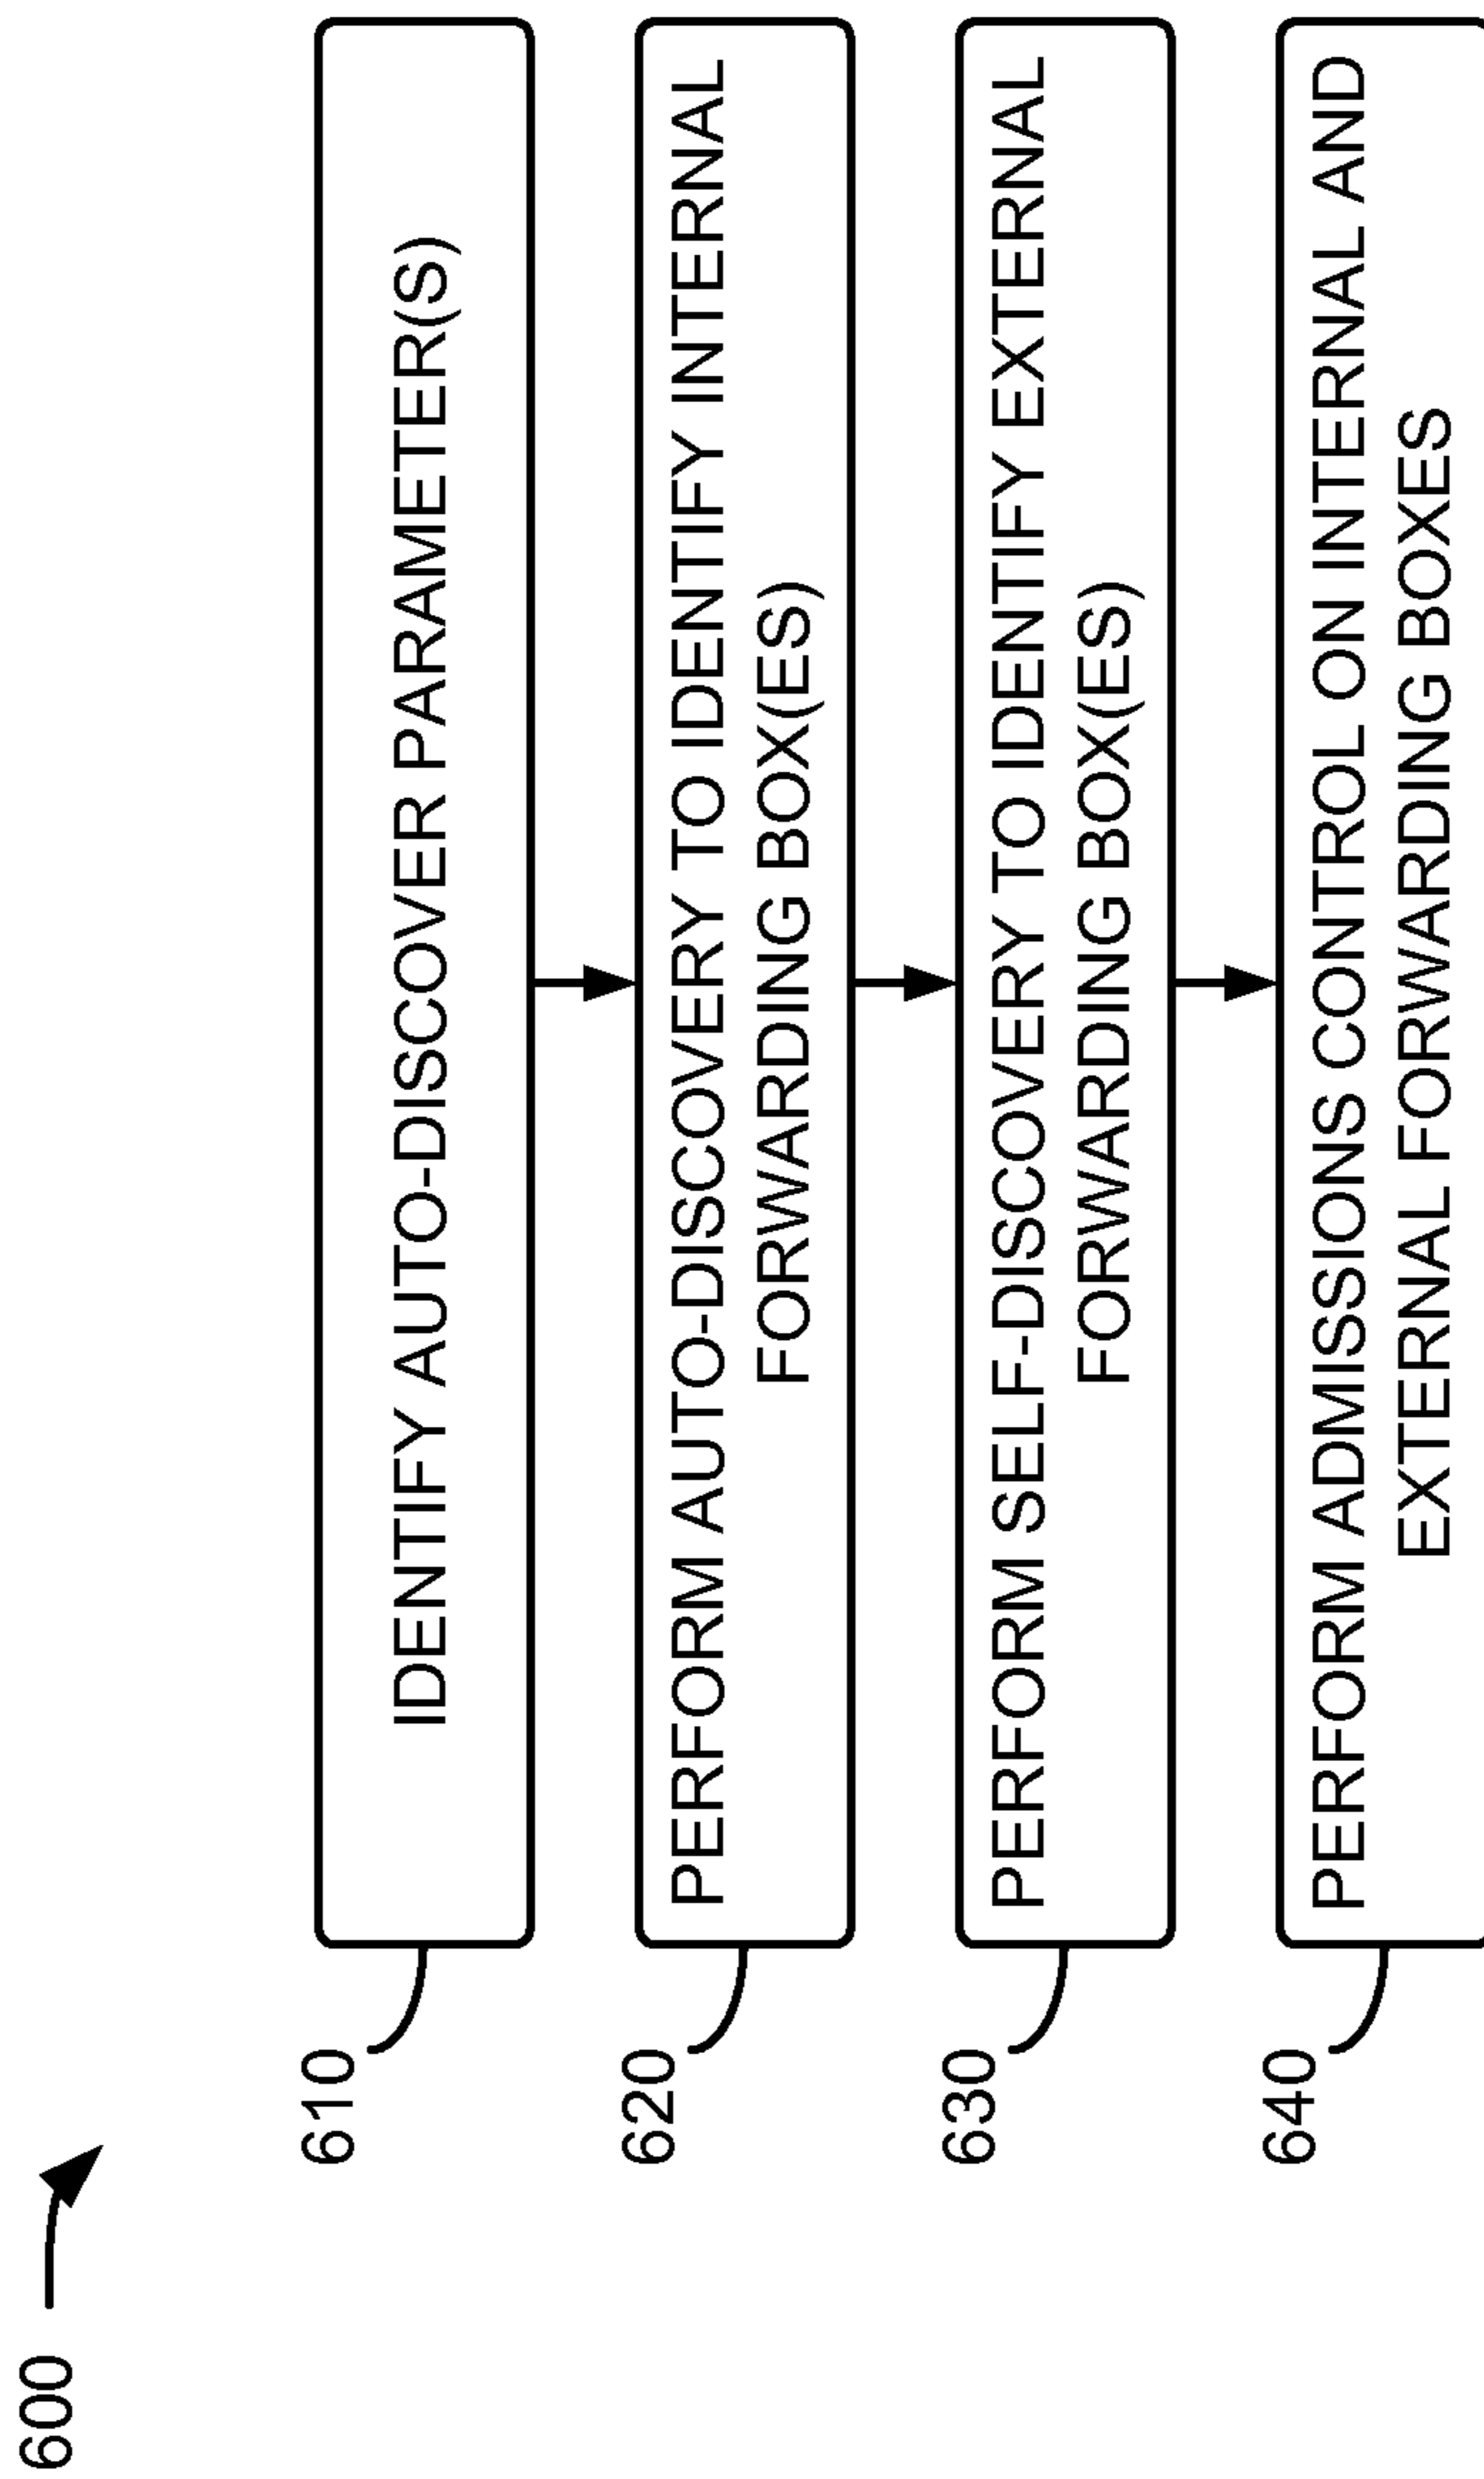 600
610
IDENTIFY AUTO-DISCOVER PARAMETER(S)
620
PERFORM AUTO-DISCOVERY TO IDENTIFY INTERNAL
FORWARDING BOX(ES)
630
PERFORM SELF-DISCOVERY TO IDENTIFY EXTERNAL
FORWARDING BOX(ES)
640
PERFORM ADMISSIONS CONTROL ON INTERNAL AND
EXTERNAL FORWARDING BOXES